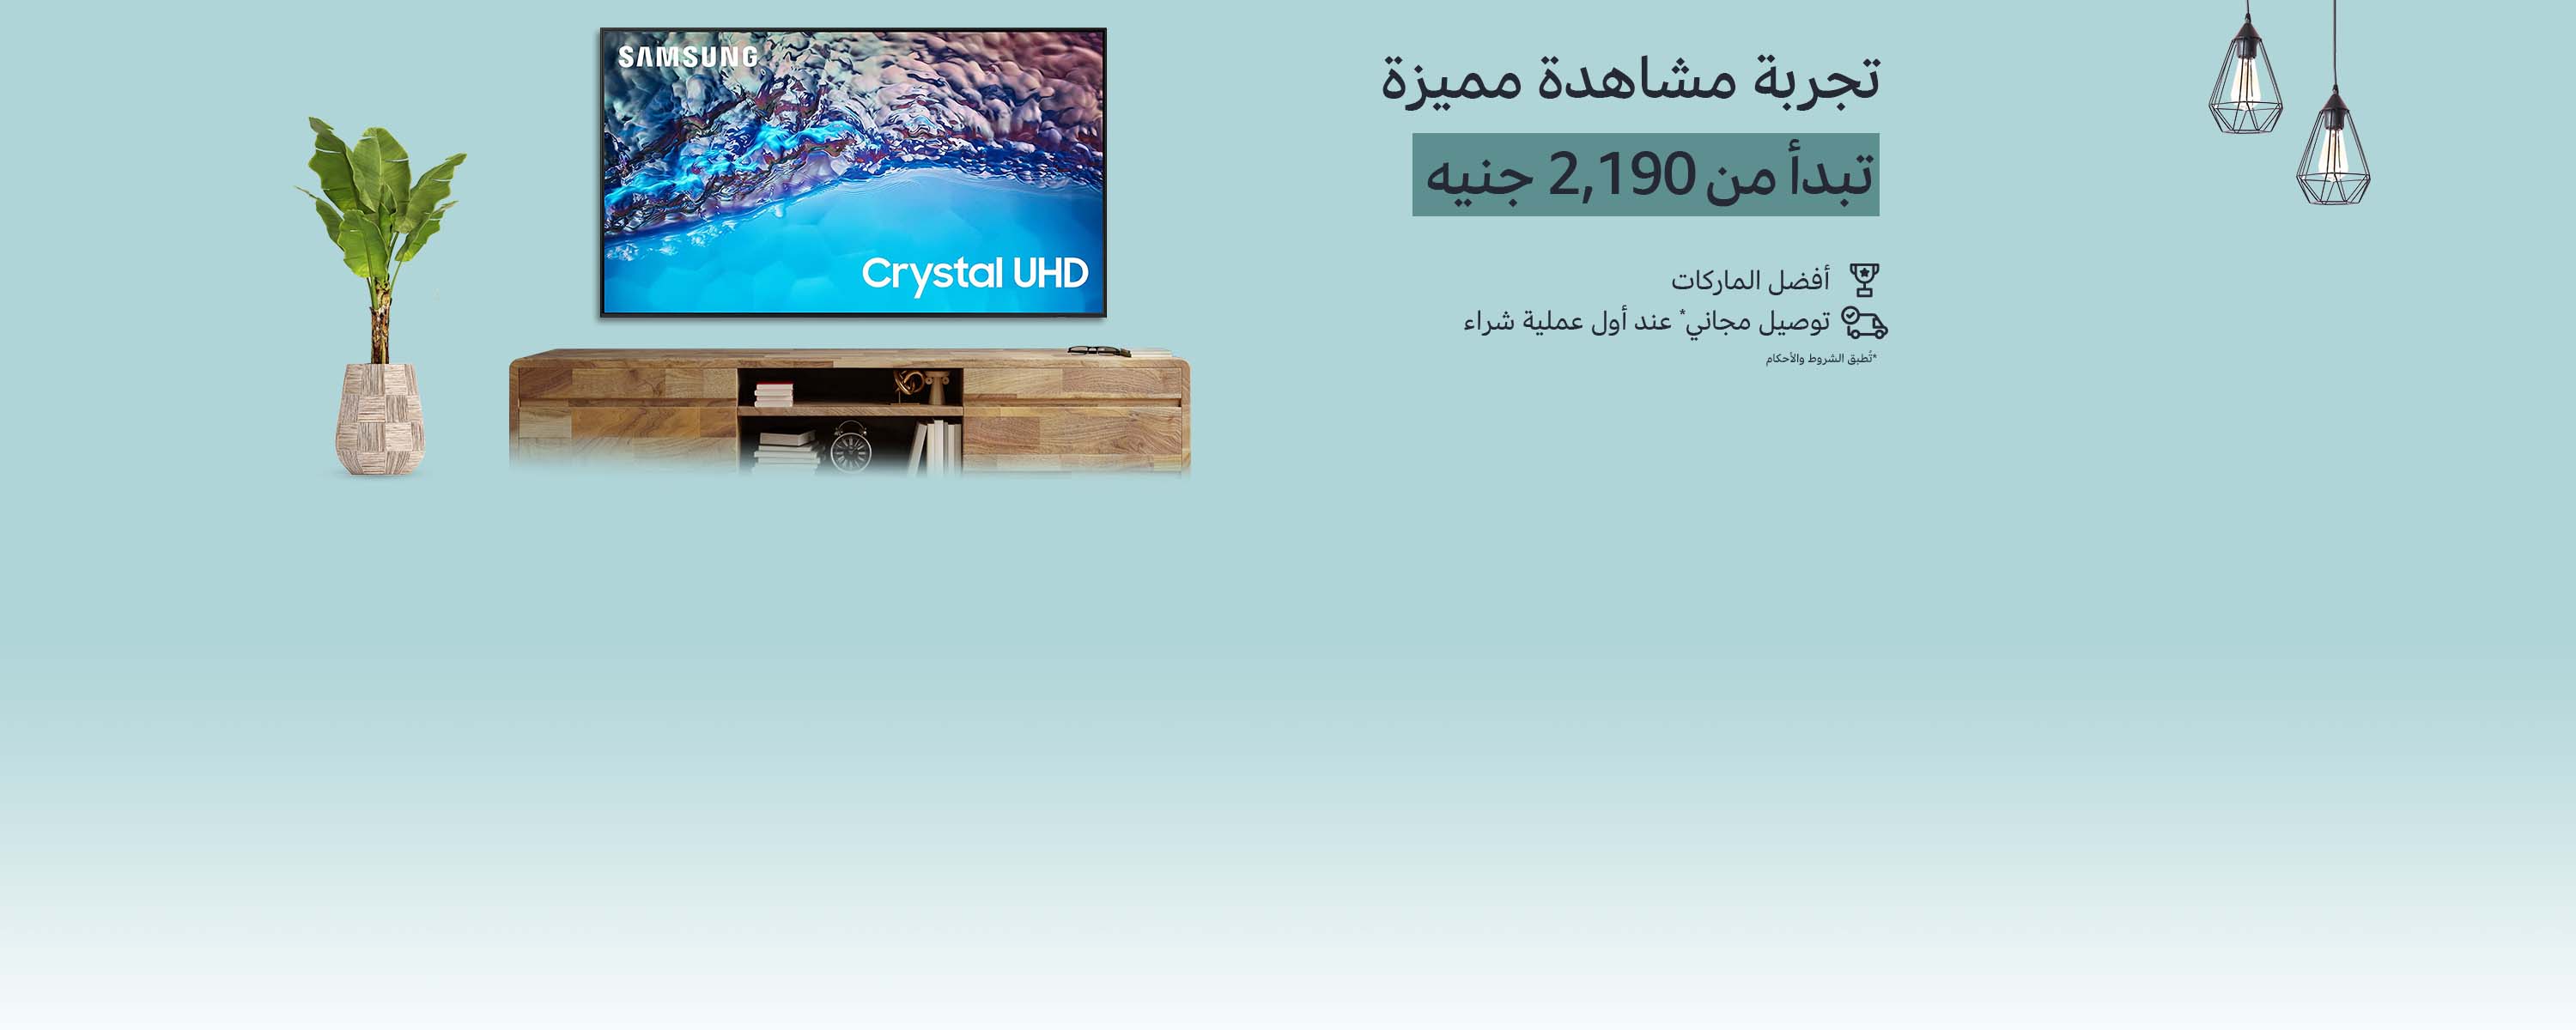 تجربة مشاهدة مميزة
تبدأ من 2,190 جنيه
أفضل الماركات
توصيل مجاني* عند أول عملية شراء
*تُطبق الشروط والأحكام
SAMSUNG
Crystal UHD